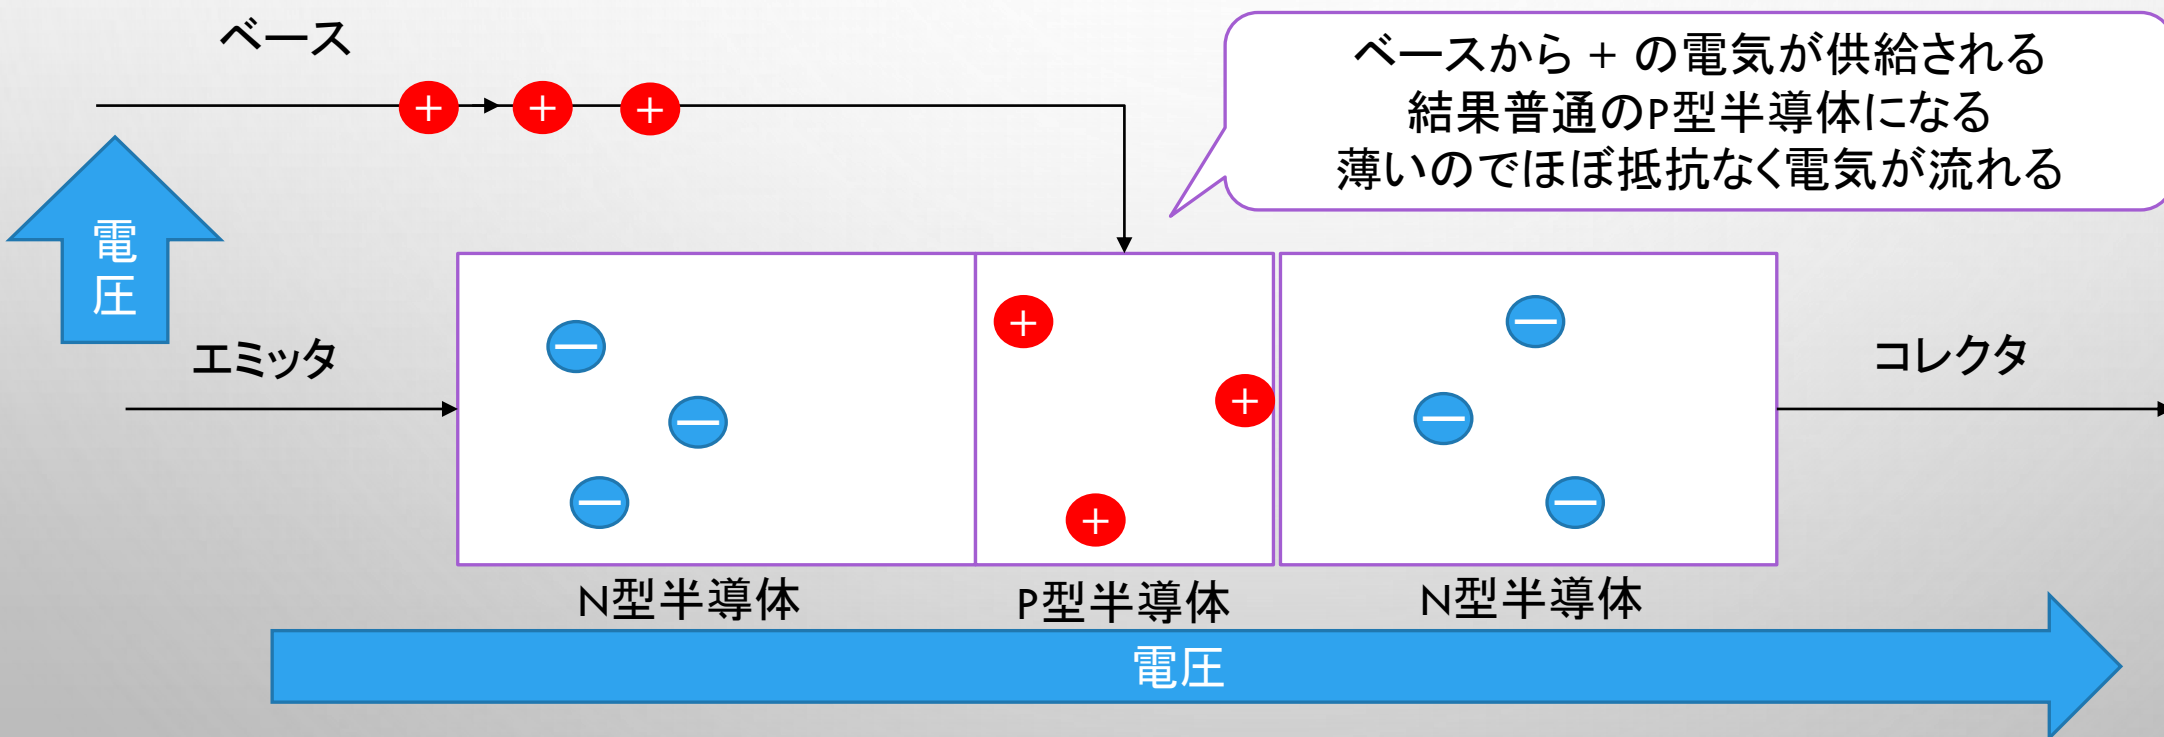 ベース
+ + +
ベースから + の電気が供給される
結果普通のP型半導体になる
薄いのでほぼ抵抗なく電気が流れる
電圧
エミッタ
コレクタ
− − −
+ + +
− − −
N型半導体
P型半導体
N型半導体
電圧